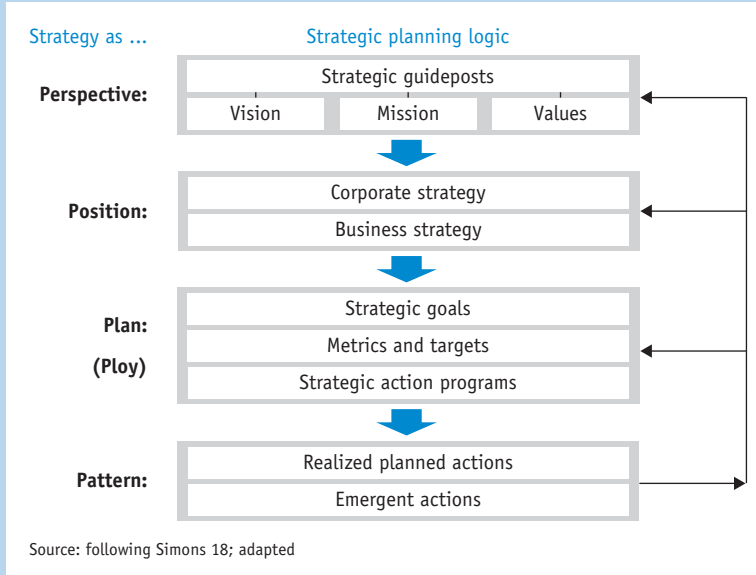 Strategy as ... Strategic planning logic
Perspective:
Strategic guideposts
Vision Mission Values
Position:
Corporate strategy
Business strategy
Plan:
(Ploy)
Strategic goals
Metrics and targets
Strategic action programs
Pattern:
Realized planned actions
Emergent actions
Source: following Simons 18; adapted